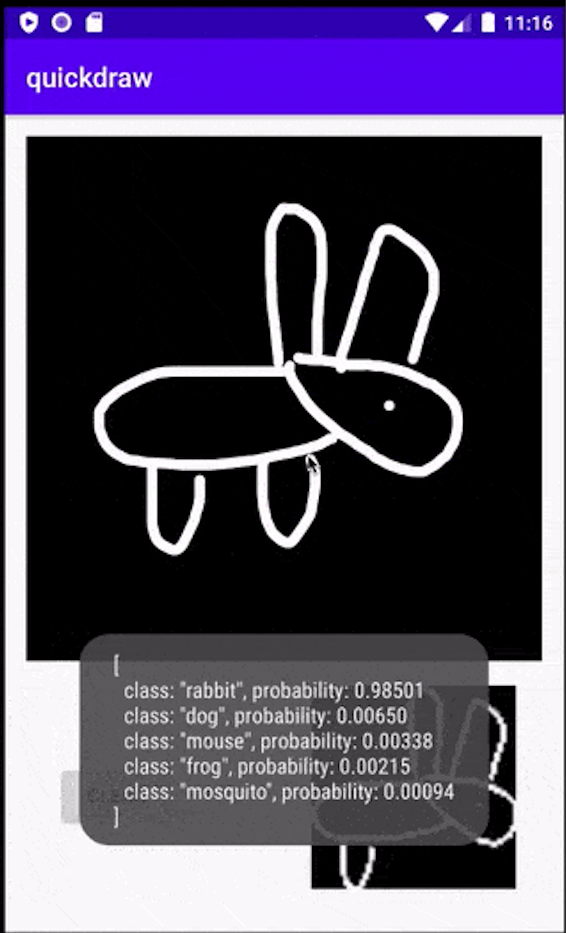 11:16
quickdraw
[
class: "rabbit", probability: 0.98501
class: "dog", probability: 0.00650
class: "mouse", probability: 0.00338
class: "frog", probability: 0.00215
class: "mosquito", probability: 0.00094
]